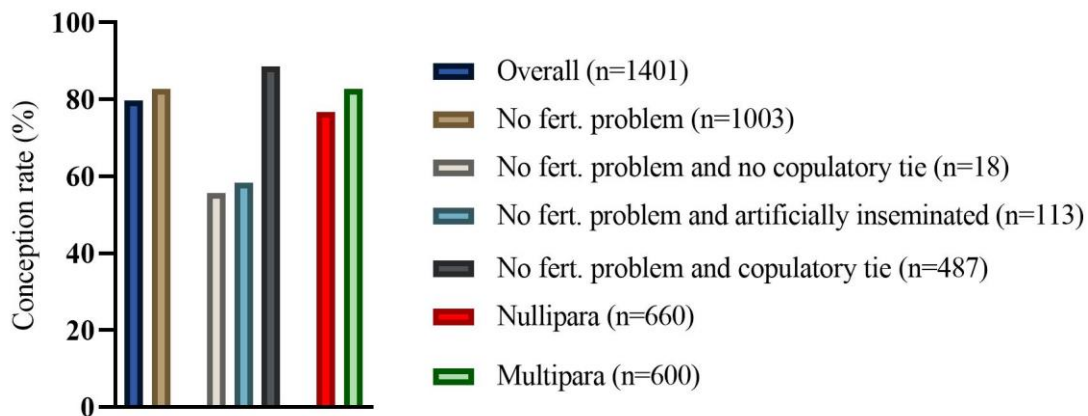 Conception rate (%)
100
80
60
40
20
0
Overall (n=1401)
No fert. problem (n=1003)
No fert. problem and no copulatory tie (n=18)
No fert. problem and artificially inseminated (n=113)
No fert. problem and copulatory tie (n=487)
Nullipara (n=660)
Multipara (n=600)